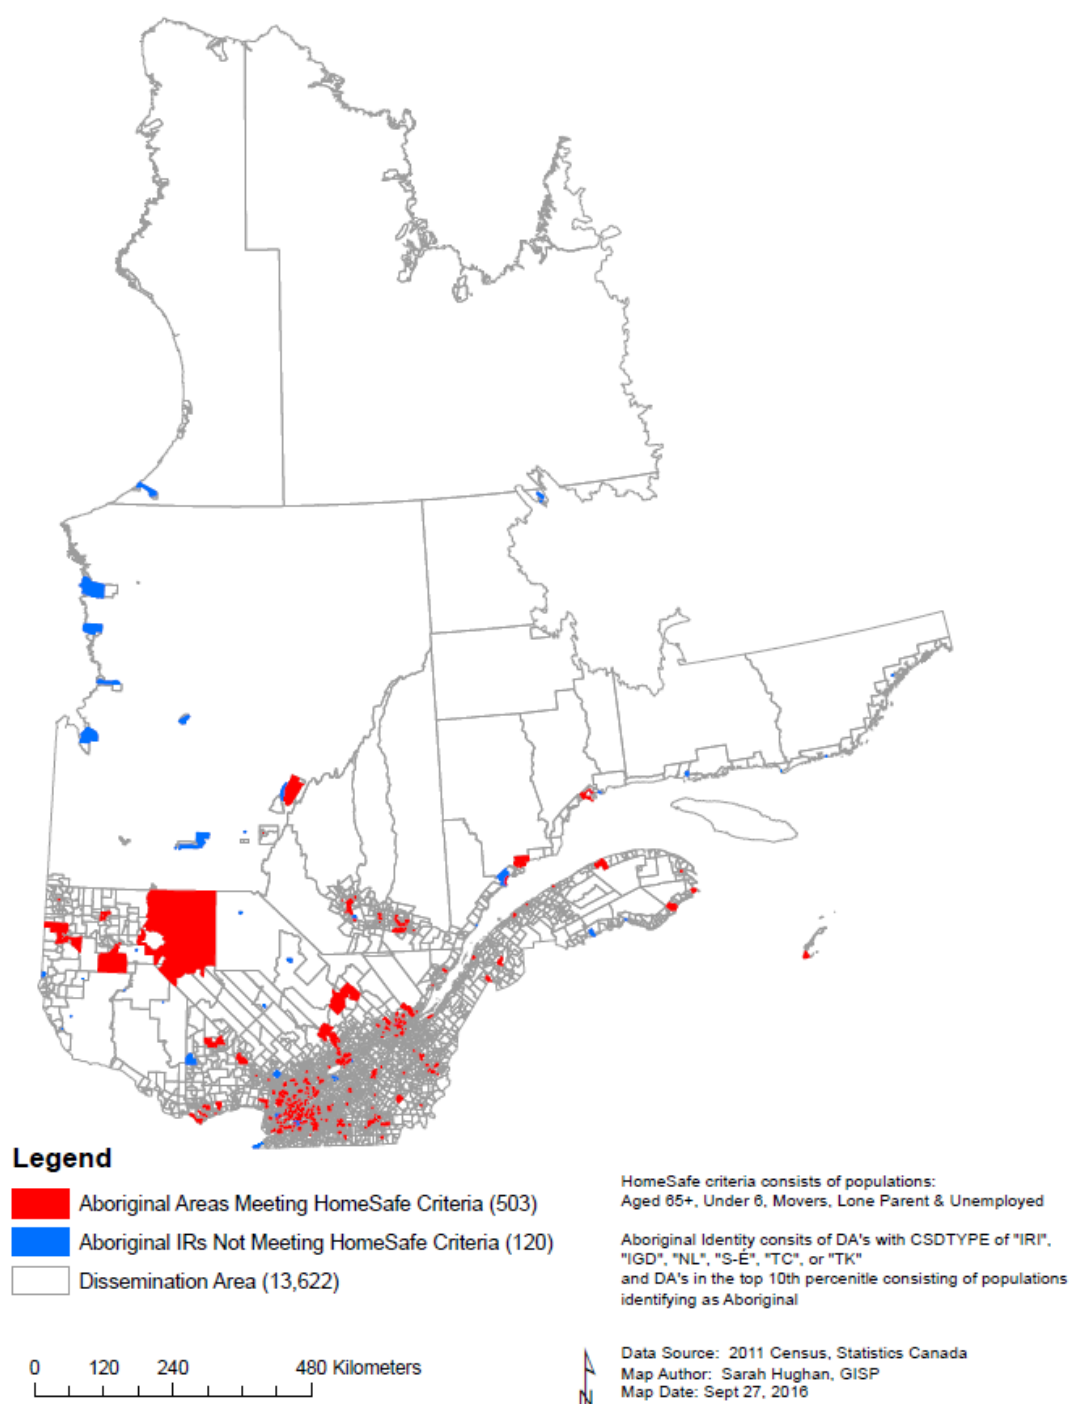 Legend
Aboriginal Areas Meeting HomeSafe Criteria (503)
Aboriginal IRs Not Meeting HomeSafe Criteria (120)
Dissemination Area (13,622)
0 120 240 480 Kilometers
HomeSafe criteria consists of populations:
Aged 65+, Under 6, Movers, Lone Parent & Unemployed
Aboriginal Identity consits of DA's with CSDTYPE of "IRI",
"IGD", "NL", "S-É", "TC", or "TK"
and DA's in the top 10th percenitle consisting of populations
identifying as Aboriginal
Data Source: 2011 Census, Statistics Canada
Map Author: Sarah Hughan, GISP
Map Date: Sept 27, 2016
N